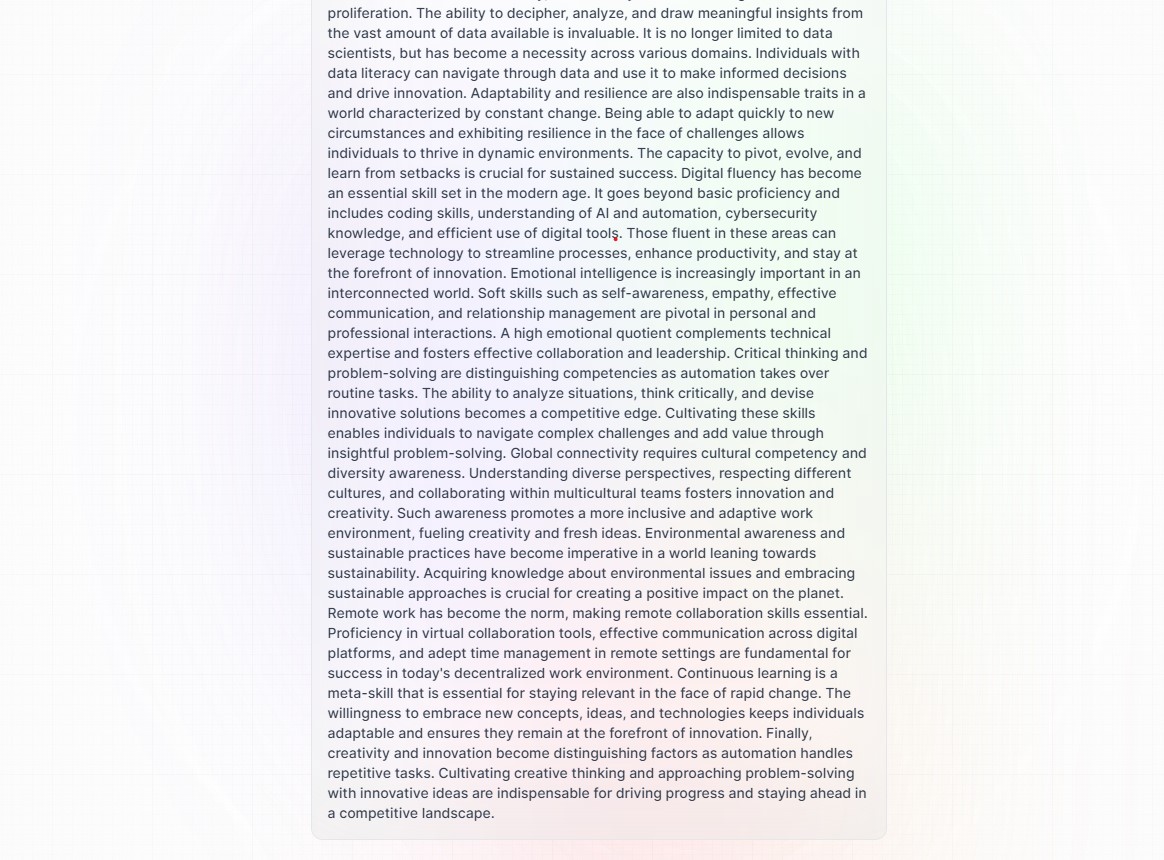 proliferation. The ability to decipher, analyze, and draw meaningful insights from
the vast amount of data available is invaluable. It is no longer limited to data
scientists, but has become a necessity across various domains. Individuals with
data literacy can navigate through data and use it to make informed decisions
and drive innovation. Adaptability and resilience are also indispensable traits in a
world characterized by constant change. Being able to adapt quickly to new
circumstances and exhibiting resilience in the face of challenges allows
individuals to thrive in dynamic environments. The capacity to pivot, evolve, and
learn from setbacks is crucial for sustained success. Digital fluency has become
an essential skill set in the modern age. It goes beyond basic proficiency and
includes coding skills, understanding of AI and automation, cybersecurity
knowledge, and efficient use of digital tools. Those fluent in these areas can
leverage technology to streamline processes, enhance productivity, and stay at
the forefront of innovation. Emotional intelligence is increasingly important in an
interconnected world. Soft skills such as self-awareness, empathy, effective
communication, and relationship management are pivotal in personal and
professional interactions. A high emotional quotient complements technical
expertise and fosters effective collaboration and leadership. Critical thinking and
problem-solving are distinguishing competencies as automation takes over
routine tasks. The ability to analyze situations, think critically, and devise
innovative solutions becomes a competitive edge. Cultivating these skills
enables individuals to navigate complex challenges and add value through
insightful problem-solving. Global connectivity requires cultural competency and
diversity awareness. Understanding diverse perspectives, respecting different
cultures, and collaborating within multicultural teams fosters innovation and
creativity. Such awareness promotes a more inclusive and adaptive work
environment, fueling creativity and fresh ideas. Environmental awareness and
sustainable practices have become imperative in a world leaning towards
sustainability. Acquiring knowledge about environmental issues and embracing
sustainable approaches is crucial for creating a positive impact on the planet.
Remote work has become the norm, making remote collaboration skills essential.
Proficiency in virtual collaboration tools, effective communication across digital
platforms, and adept time management in remote settings are fundamental for
success in today's decentralized work environment. Continuous learning is a
meta-skill that is essential for staying relevant in the face of rapid change. The
willingness to embrace new concepts, ideas, and technologies keeps individuals
adaptable and ensures they remain at the forefront of innovation. Finally,
creativity and innovation become distinguishing factors as automation handles
repetitive tasks. Cultivating creative thinking and approaching problem-solving
with innovative ideas are indispensable for driving progress and staying ahead in
a competitive landscape.